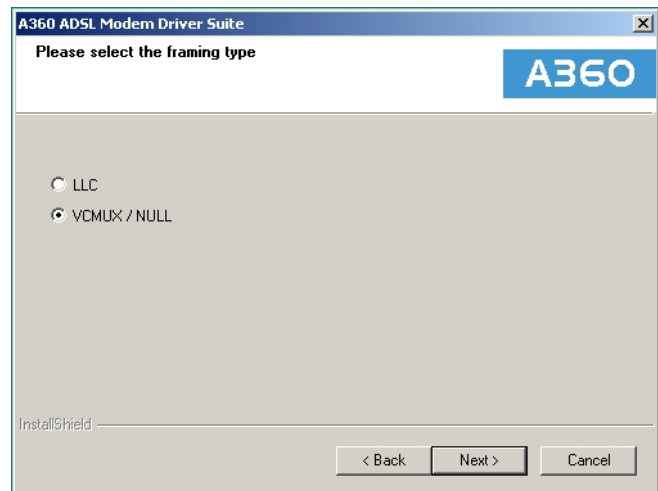 A360 ADSL Modem Driver Suite
Please select the framing type
A360
LLC
VCMUX / NULL
InstallShield
< Back Next > Cancel